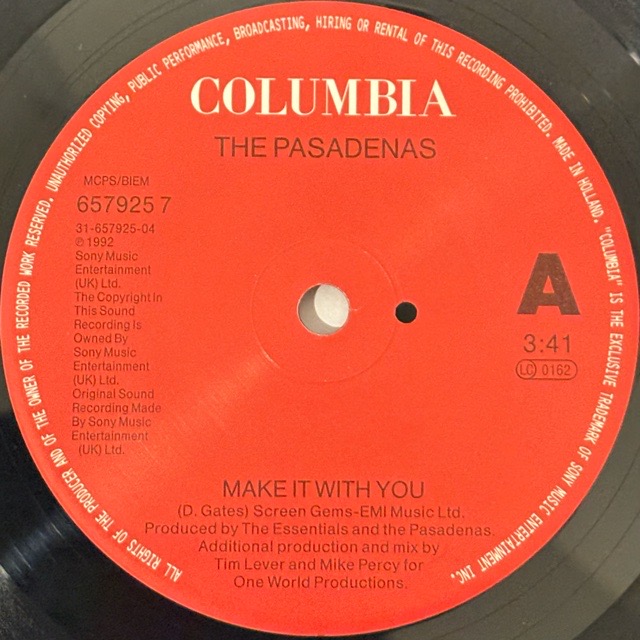 ALL RIGHTS OF THE PRODUCER AND OF THE OWNER OF THE RECORDED WORK RESERVED. UNAUTHORIZED COPYING, PUBLIC PERFORMANCE, BROADCASTING, HIRING OR RENTAL OF THIS RECORDING PROHIBITED. MADE IN HOLLAND. "COLUMBIA" IS THE EXCLUSIVE TRADEMARK OF SONY MUSIC ENTERTAINMENT INC.
COLUMBIA
THE PASADENAS
MCPS/BIEM
657925 7
31-657925-04
℗ 1992
Sony Music
Entertainment
(UK) Ltd.
The Copyright in
This Sound
Recording Is
Owned By
Sony Music
Entertainment
(UK) Ltd.
Original Sound
Recording Made
By Sony Music
Entertainment
(UK) Ltd.
A
3:41
LC 0162
MAKE IT WITH YOU
(D. Gates) Screen Gems-EMI Music Ltd.
Produced by The Essentials and the Pasadenas.
Additional production and mix by
Tim Lever and Mike Percy for
One World Productions.